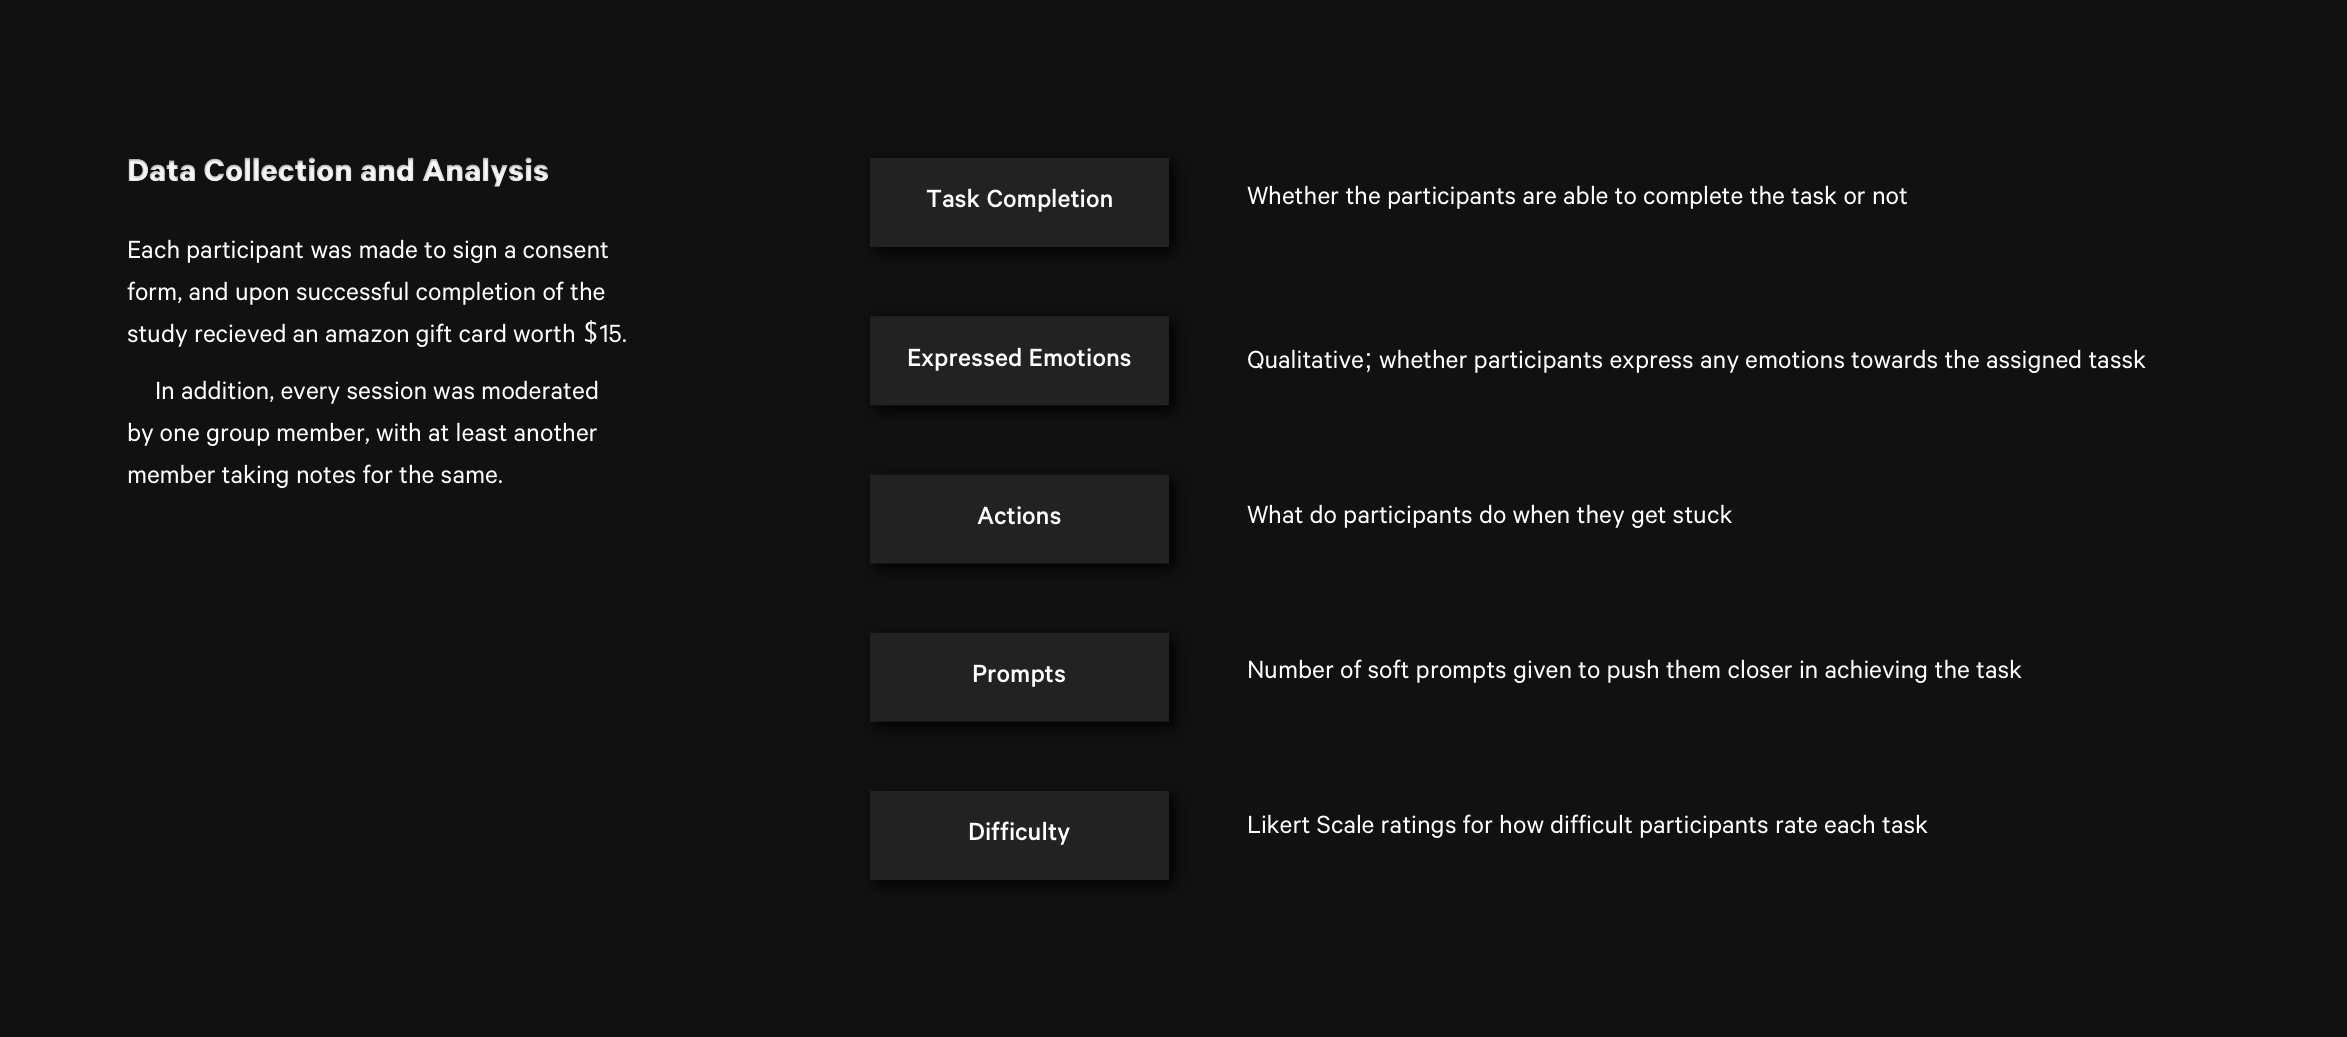 Data Collection and Analysis
Each participant was made to sign a consent
form, and upon successful completion of the
study recieved an amazon gift card worth $15.
In addition, every session was moderated
by one group member, with at least another
member taking notes for the same.
Task Completion
Whether the participants are able to complete the task or not
Expressed Emotions
Qualitative; whether participants express any emotions towards the assigned tassk
Actions
What do participants do when they get stuck
Prompts
Number of soft prompts given to push them closer in achieving the task
Difficulty
Likert Scale ratings for how difficult participants rate each task